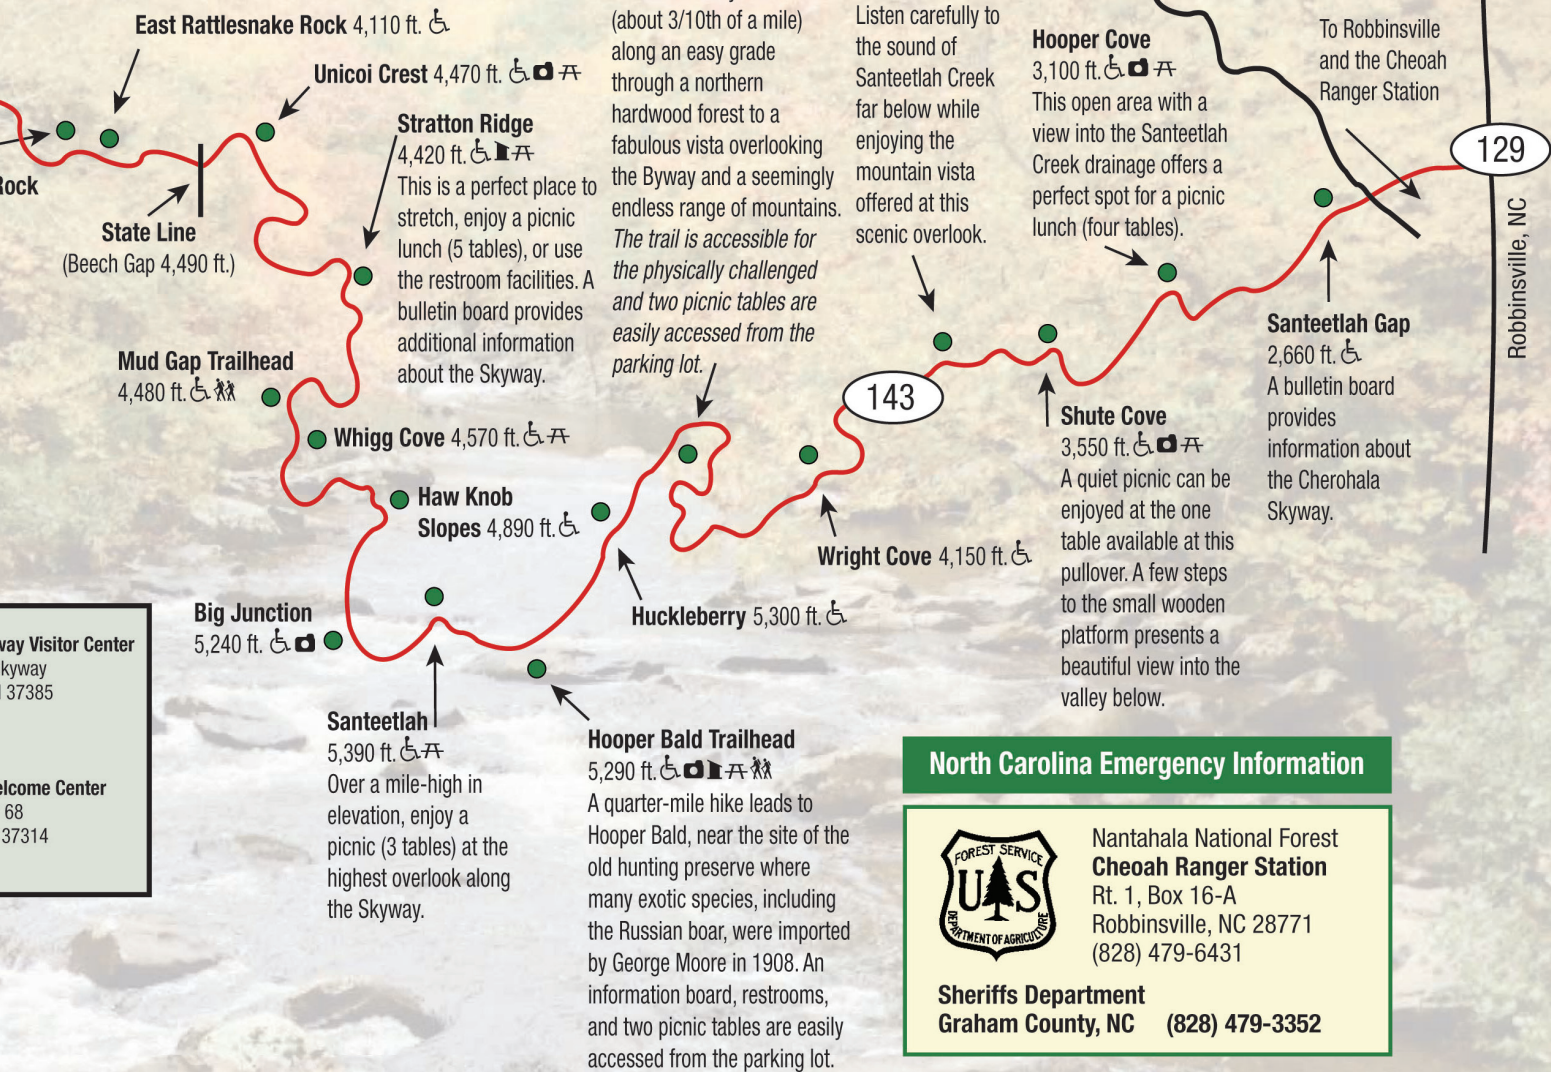 East Rattlesnake Rock 4,110 ft.
Unicoi Crest 4,470 ft.
Rock
State Line
(Beech Gap 4,490 ft.)
Stratton Ridge
4,420 ft.
This is a perfect place to
stretch, enjoy a picnic
lunch (5 tables), or use
the restroom facilities. A
bulletin board provides
additional information
about the Skyway.
(about 3/10th of a mile)
along an easy grade
through a northern
hardwood forest to a
fabulous vista overlooking
the Byway and a seemingly
endless range of mountains.
The trail is accessible for
the physically challenged
and two picnic tables are
easily accessed from the
parking lot.
Listen carefully to
the sound of
Santeetlah Creek
far below while
enjoying the
mountain vista
offered at this
scenic overlook.
Hooper Cove
3,100 ft.
This open area with a
view into the Santeetlah
Creek drainage offers a
perfect spot for a picnic
lunch (four tables).
To Robbinsville
and the Cheoah
Ranger Station
129
Robbinsville, NC
Mud Gap Trailhead
4,480 ft.
Whigg Cove 4,570 ft.
Haw Knob
Slopes 4,890 ft.
143
Shute Cove
3,550 ft.
A quiet picnic can be
enjoyed at the one
table available at this
pullover. A few steps
to the small wooden
platform presents a
beautiful view into the
valley below.
Santeetlah Gap
2,660 ft.
A bulletin board
provides
information about
the Cherohala
Skyway.
Wright Cove 4,150 ft.
Huckleberry 5,300 ft.
Big Junction
5,240 ft.
way Visitor Center
kyway
37385
elcome Center
68
37314
Santeetlah
5,390 ft.
Over a mile-high in
elevation, enjoy a
picnic (3 tables) at the
highest overlook along
the Skyway.
Hooper Bald Trailhead
5,290 ft.
A quarter-mile hike leads to
Hooper Bald, near the site of the
old hunting preserve where
many exotic species, including
the Russian boar, were imported
by George Moore in 1908. An
information board, restrooms,
and two picnic tables are easily
accessed from the parking lot.
North Carolina Emergency Information
FOREST SERVICE
US
DEPARTMENT OF AGRICULTURE
Nantahala National Forest
Cheoah Ranger Station
Rt. 1, Box 16-A
Robbinsville, NC 28771
(828) 479-6431
Sheriffs Department
Graham County, NC (828) 479-3352